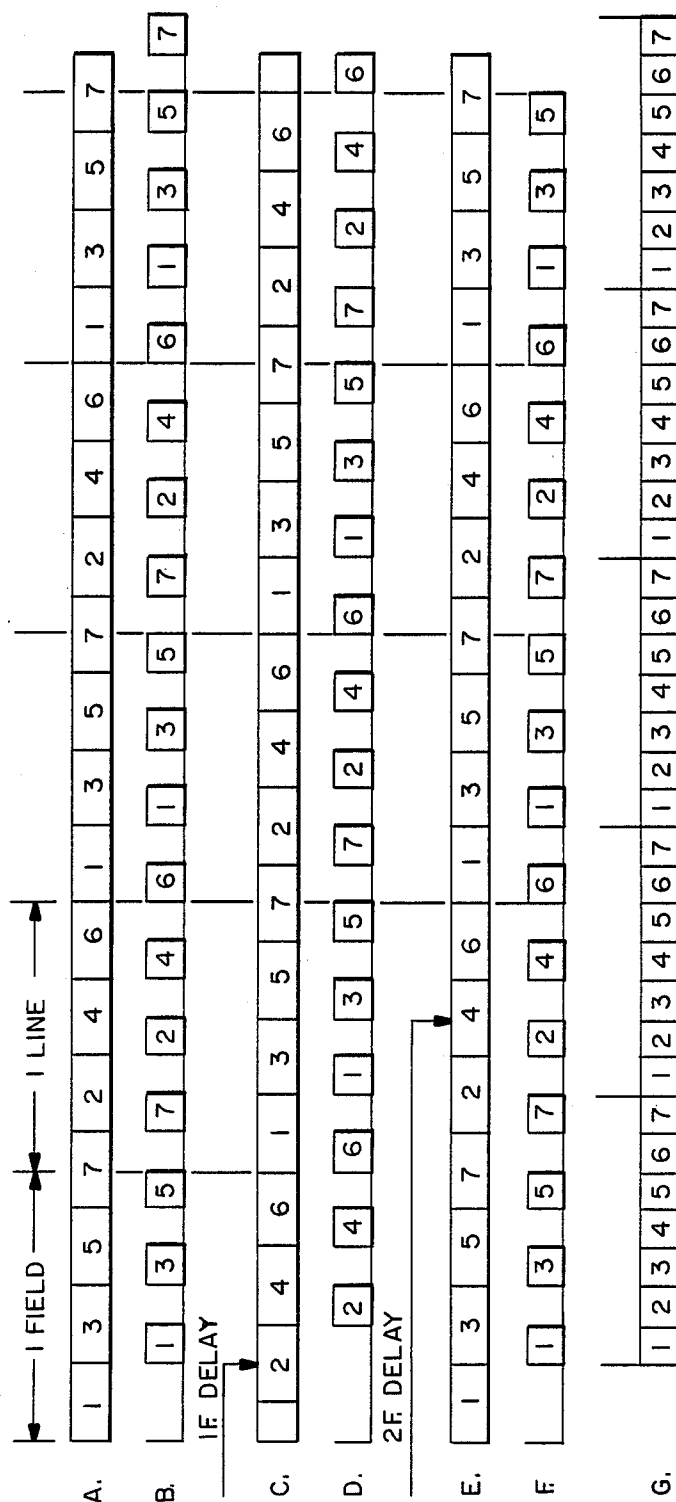 1 FIELD 1 LINE
A. 1 3 5 7 2 4 6 1 3 5 7 2 4 6 1 3 5 7
B. 1 3 5 7 2 4 6 1 3 5 7 2 4 6 1 3 5 7
1F. DELAY
C. 2 4 6 1 3 5 7 2 4 6 1 3 5 7 2 4 6
D. 2 4 6 1 3 5 7 2 4 6 1 3 5 7 2 4 6
2F. DELAY
E. 1 3 5 7 2 4 6 1 3 5 7 2 4 6 1 3 5 7
F. 1 3 5 7 2 4 6 1 3 5 7 2 4 6 1 3 5
G. 1 2 3 4 5 6 7 1 2 3 4 5 6 7 1 2 3 4 5 6 7 1 2 3 4 5 6 7 1 2 3 4 5 6 7